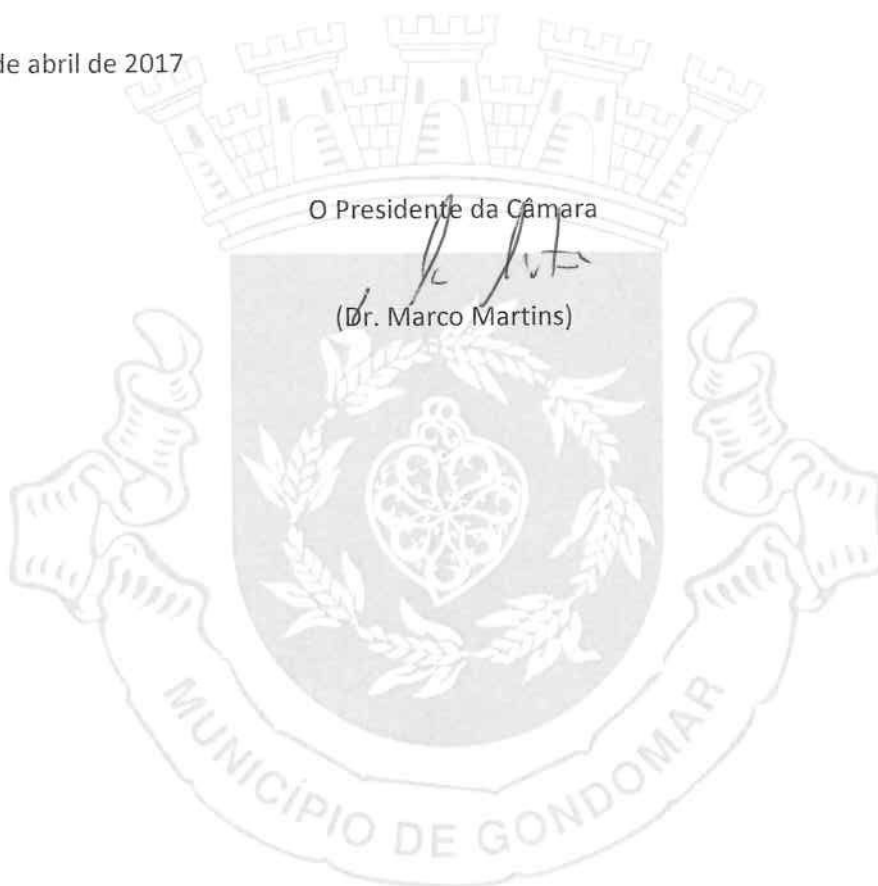 de abril de 2017
O Presidente da Câmara
(Dr. Marco Martins)
MUNICÍPIO DE GONDOMAR